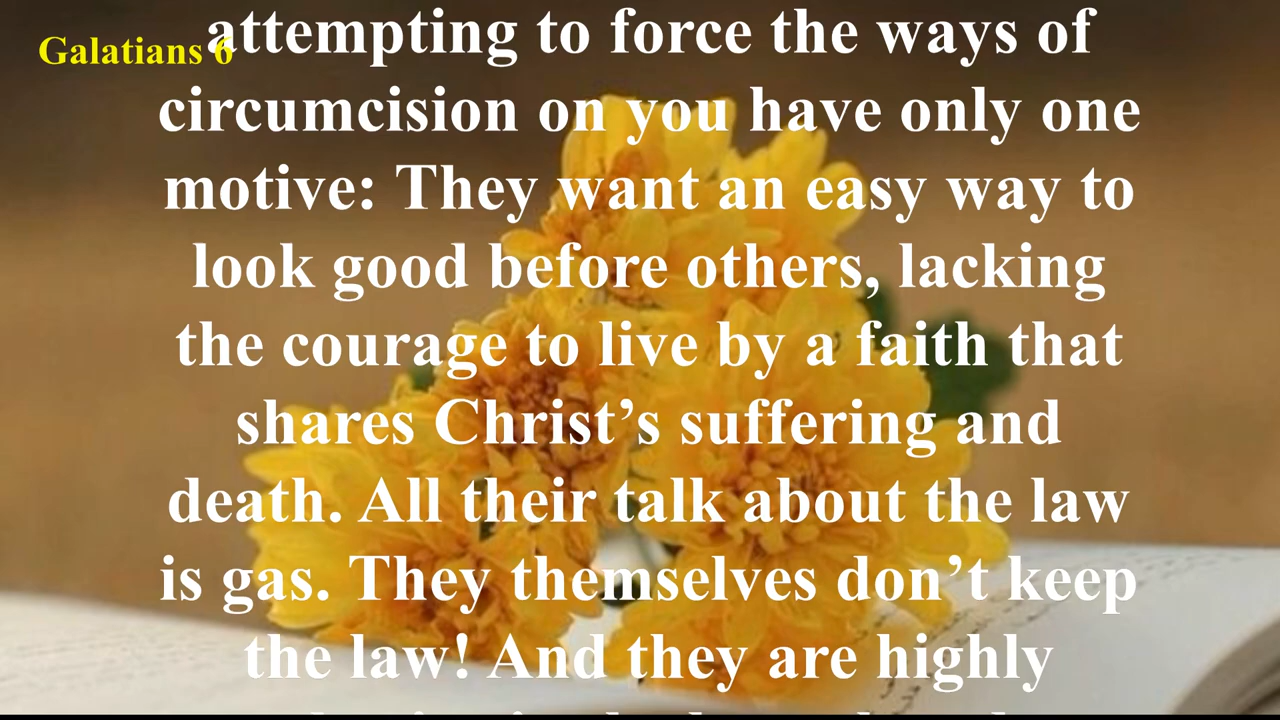 Galatians 6
attempting to force the ways of
circumcision on you have only one
motive: They want an easy way to
look good before others, lacking
the courage to live by a faith that
shares Christ’s suffering and
death. All their talk about the law
is gas. They themselves don’t keep
the law! And they are highly